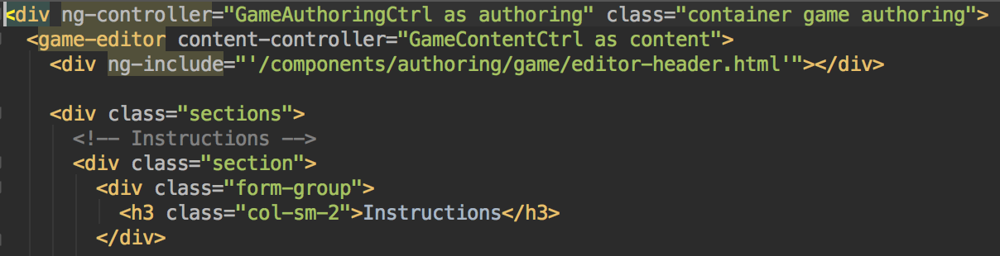 <div ng-controller="GameAuthoringCtrl as authoring" class="container game authoring">
<game-editor content-controller="GameContentCtrl as content">
<div ng-include="'/components/authoring/game/editor-header.html'"></div>
<div class="sections">
<!-- Instructions -->
<div class="section">
<div class="form-group">
<h3 class="col-sm-2">Instructions</h3>
</div>